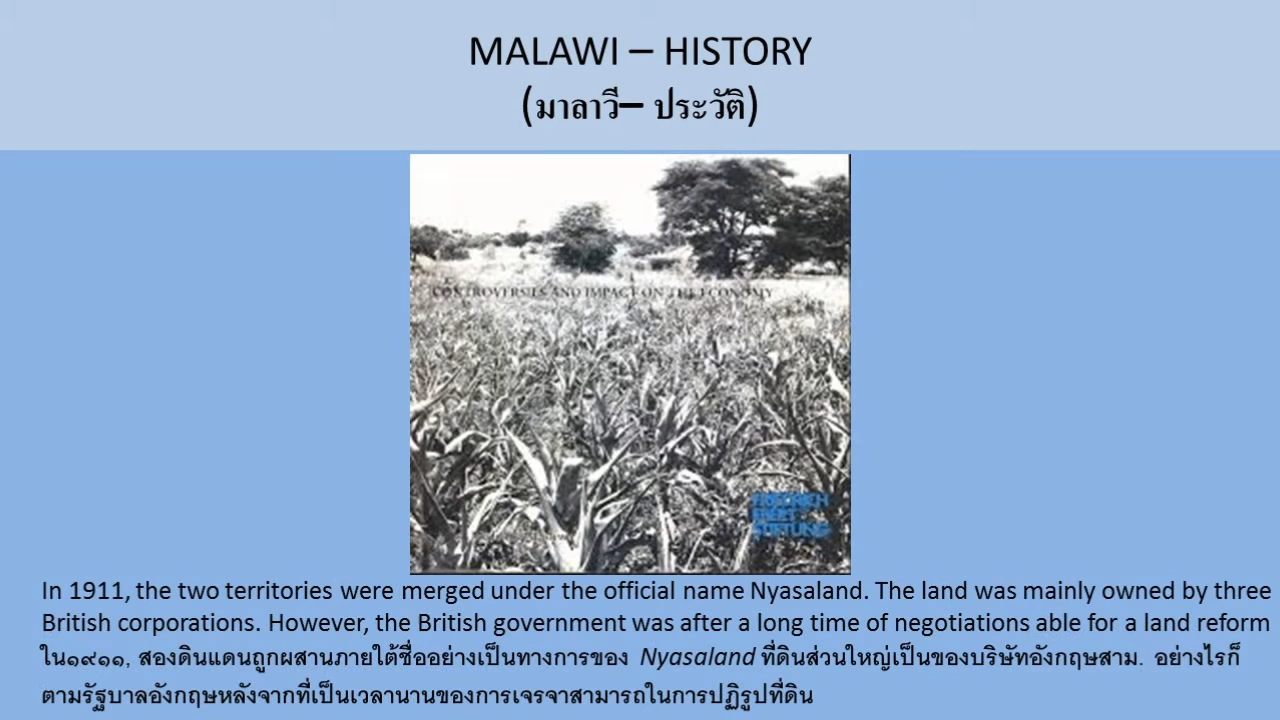 MALAWI – HISTORY
(มาลาวี– ประวัติ)
CONTROVERSIES AND IMPACT ON THE ECONOMY
FRIEDRICH
EBERT
STIFTUNG
In 1911, the two territories were merged under the official name Nyasaland. The land was mainly owned by three
British corporations. However, the British government was after a long time of negotiations able for a land reform
ใน๑๙๑๑, สองดินแดนถูกผสานภายใต้ชื่ออย่างเป็นทางการของ Nyasaland ที่ดินส่วนใหญ่เป็นของบริษัทอังกฤษสาม. อย่างไรก็
ตามรัฐบาลอังกฤษหลังจากที่เป็นเวลานานของการเจรจาสามารถในการปฏิรูปที่ดิน